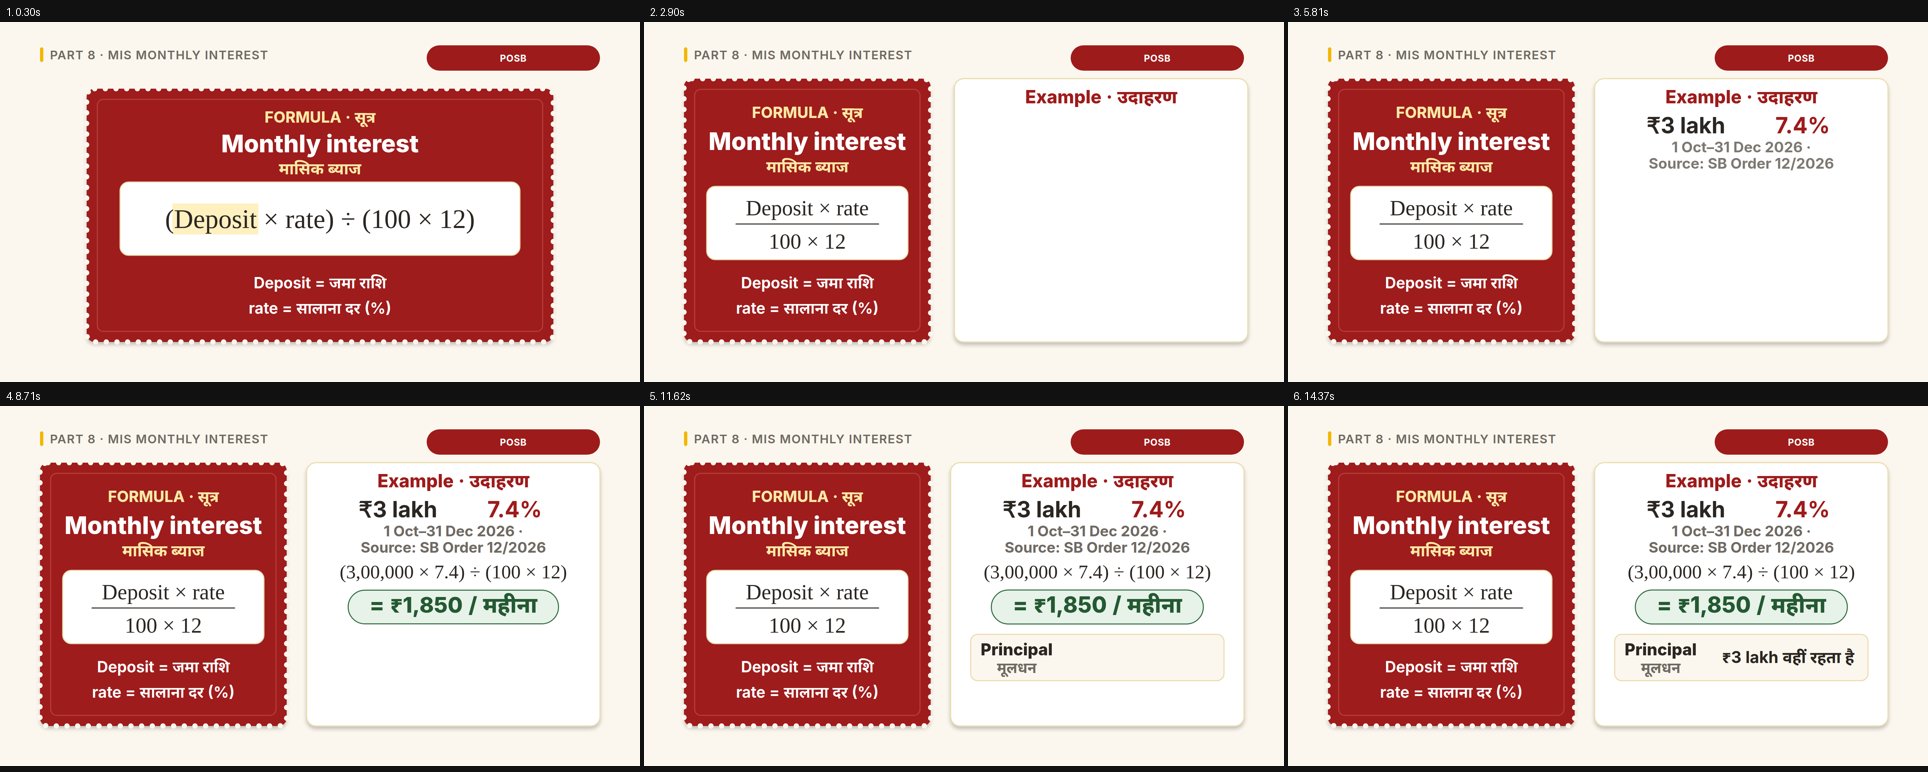 1. 0.30s
PART 8 · MIS MONTHLY INTEREST
POSB
FORMULA · सूत्र
Monthly interest
मासिक ब्याज
(Deposit × rate) ÷ (100 × 12)
Deposit = जमा राशि
rate = सालाना दर (%)
2. 2.90s
PART 8 · MIS MONTHLY INTEREST
POSB
FORMULA · सूत्र
Monthly interest
मासिक ब्याज
Deposit × rate
100 × 12
Deposit = जमा राशि
rate = सालाना दर (%)
Example · उदाहरण
3. 5.81s
PART 8 · MIS MONTHLY INTEREST
POSB
FORMULA · सूत्र
Monthly interest
मासिक ब्याज
Deposit × rate
100 × 12
Deposit = जमा राशि
rate = सालाना दर (%)
Example · उदाहरण
₹3 lakh 7.4%
1 Oct–31 Dec 2026 ·
Source: SB Order 12/2026
4. 8.71s
PART 8 · MIS MONTHLY INTEREST
POSB
FORMULA · सूत्र
Monthly interest
मासिक ब्याज
Deposit × rate
100 × 12
Deposit = जमा राशि
rate = सालाना दर (%)
Example · उदाहरण
₹3 lakh 7.4%
1 Oct–31 Dec 2026 ·
Source: SB Order 12/2026
(3,00,000 × 7.4) ÷ (100 × 12)
= ₹1,850 / महीना
5. 11.62s
PART 8 · MIS MONTHLY INTEREST
POSB
FORMULA · सूत्र
Monthly interest
मासिक ब्याज
Deposit × rate
100 × 12
Deposit = जमा राशि
rate = सालाना दर (%)
Example · उदाहरण
₹3 lakh 7.4%
1 Oct–31 Dec 2026 ·
Source: SB Order 12/2026
(3,00,000 × 7.4) ÷ (100 × 12)
= ₹1,850 / महीना
Principal
मूलधन
6. 14.37s
PART 8 · MIS MONTHLY INTEREST
POSB
FORMULA · सूत्र
Monthly interest
मासिक ब्याज
Deposit × rate
100 × 12
Deposit = जमा राशि
rate = सालाना दर (%)
Example · उदाहरण
₹3 lakh 7.4%
1 Oct–31 Dec 2026 ·
Source: SB Order 12/2026
(3,00,000 × 7.4) ÷ (100 × 12)
= ₹1,850 / महीना
Principal
मूलधन
₹3 lakh वहीं रहता है